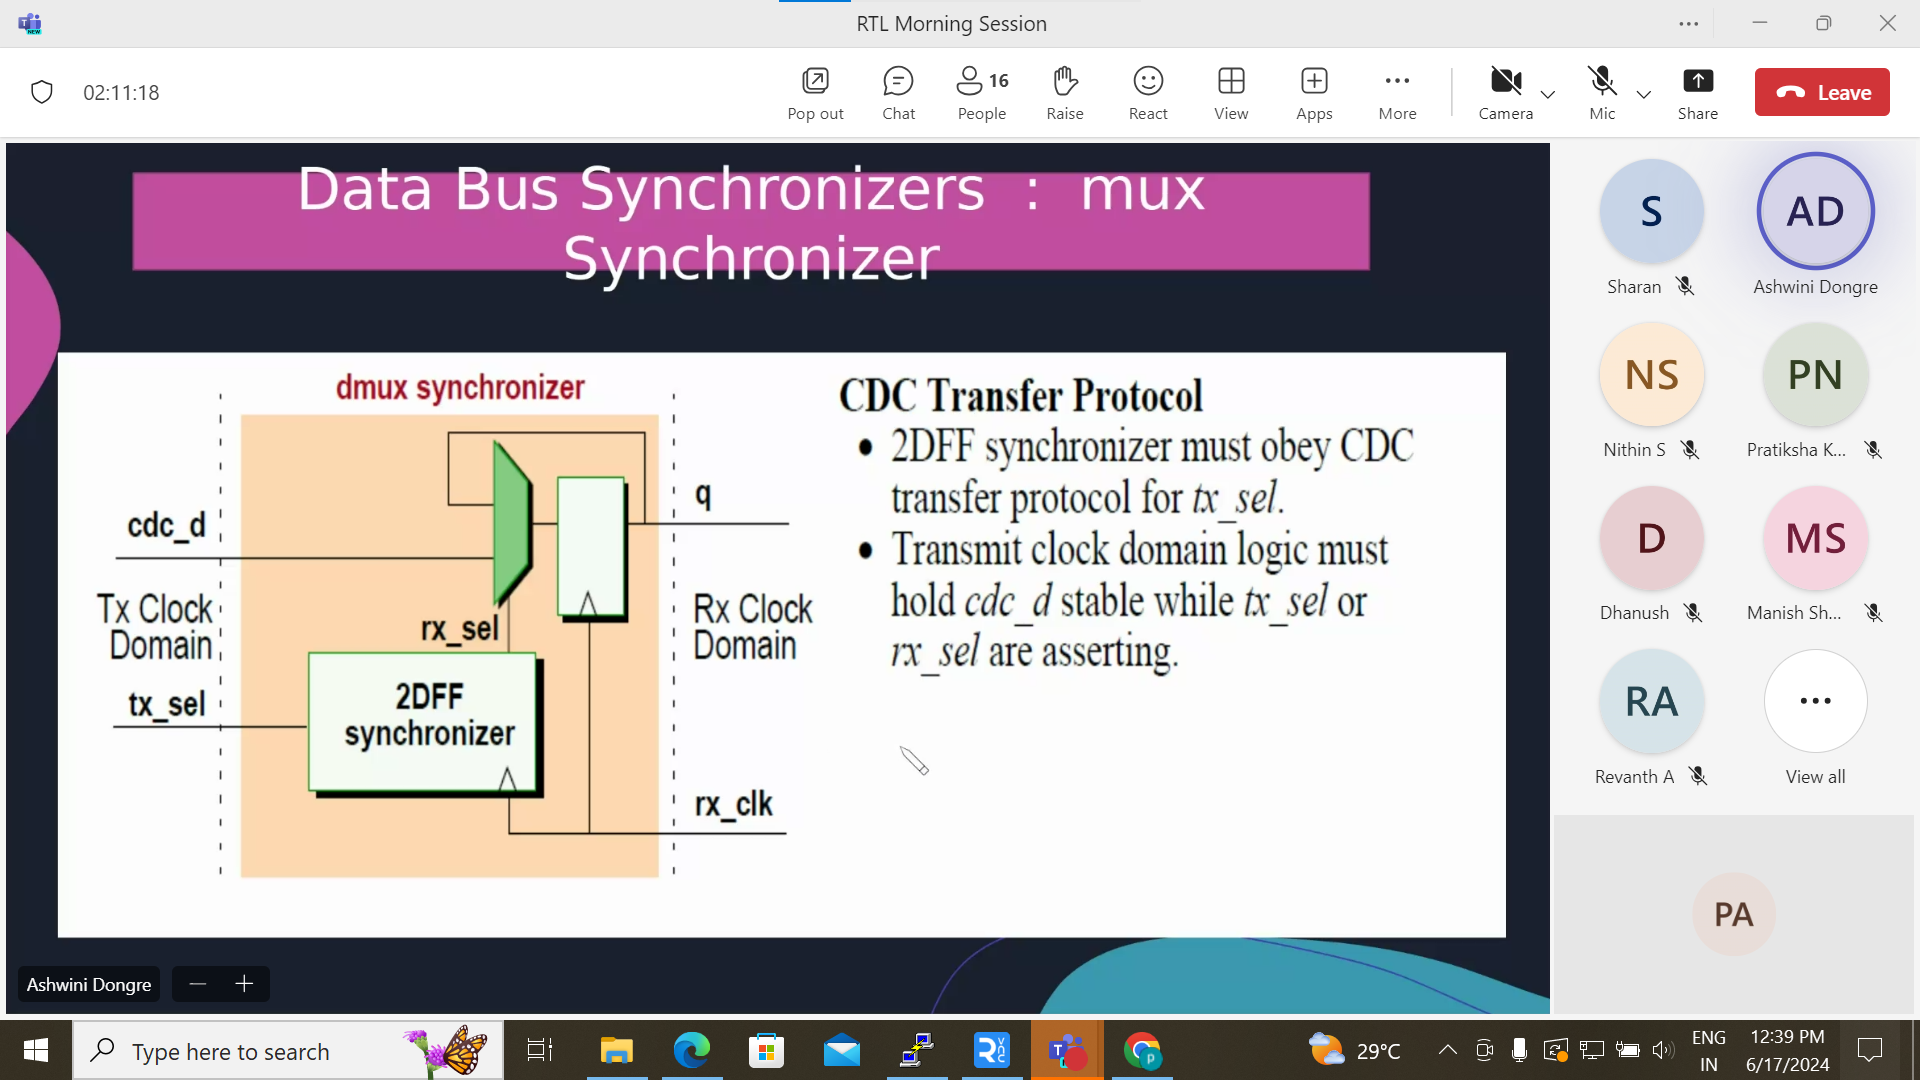 RTL Morning Session
02:11:18
Pop out
Chat
16
People
Raise
React
View
Apps
More
Camera
Mic
Share
Leave
Data Bus Synchronizers : mux
Synchronizer
dmux synchronizer
cdc_d
q
Tx Clock
Domain
rx_sel
Rx Clock
Domain
tx_sel
2DFF
synchronizer
rx_clk
CDC Transfer Protocol
• 2DFF synchronizer must obey CDC
transfer protocol for tx_sel.
• Transmit clock domain logic must
hold cdc_d stable while tx_sel or
rx_sel are asserting.
Ashwini Dongre
S
Sharan
AD
Ashwini Dongre
NS
Nithin S
PN
Pratiksha K...
D
Dhanush
MS
Manish Sh...
RA
Revanth A
View all
PA
Type here to search
29°C
ENG
IN
12:39 PM
6/17/2024